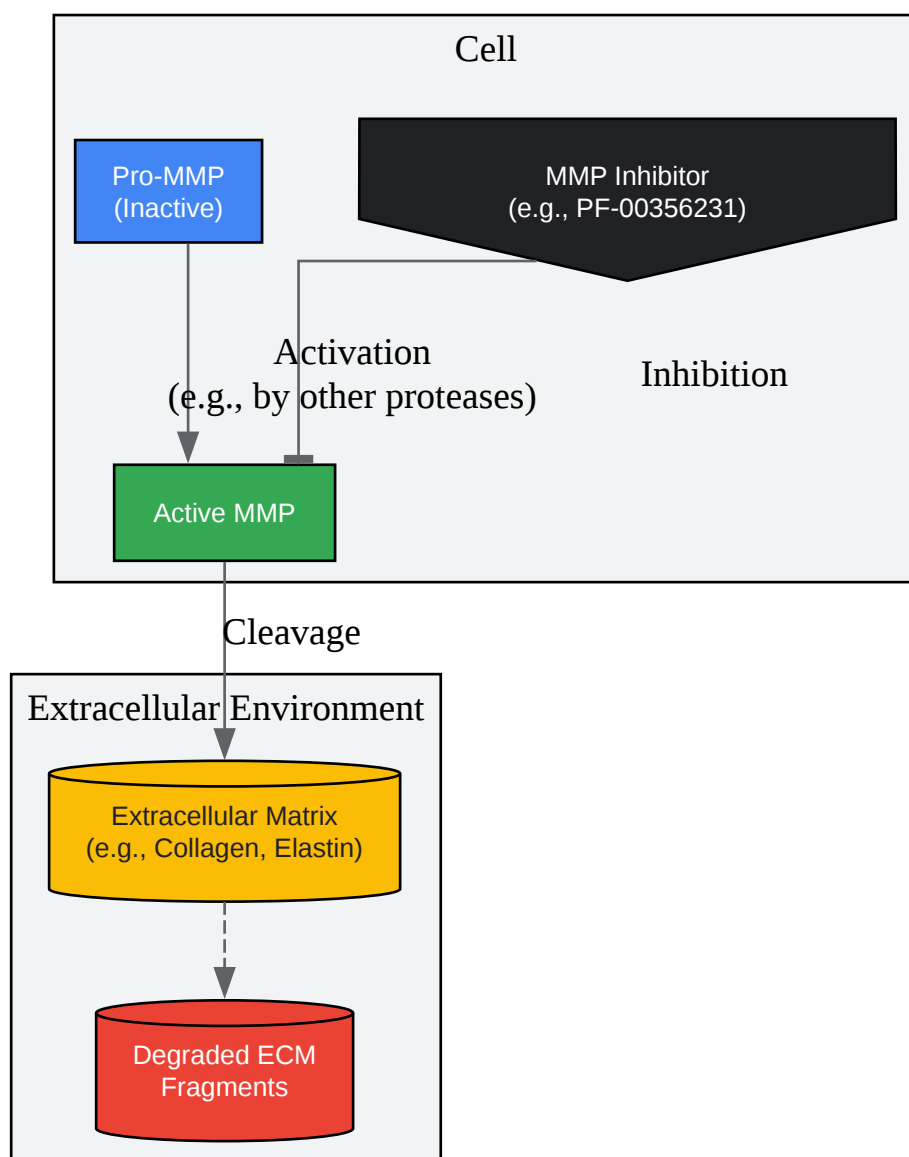 Cell
Pro-MMP
(Inactive)
MMP Inhibitor
(e.g., PF-00356231)
Activation
(e.g., by other proteases)
Inhibition
Active MMP
Cleavage
Extracellular Environment
Extracellular Matrix
(e.g., Collagen, Elastin)
Degraded ECM
Fragments